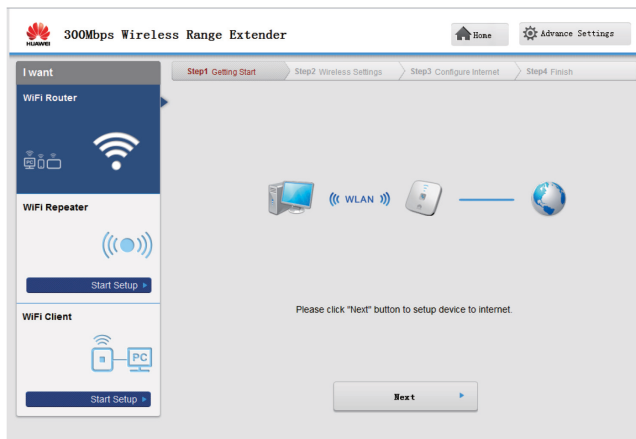 HUAWEI
300Mbps Wireless Range Extender
Home
Advance Settings
I want
Step1 Getting Start
Step2 Wireless Settings
Step3 Configure Internet
Step4 Finish
WiFi Router
PC
WiFi Repeater
Start Setup
WiFi Client
PC
Start Setup
(( WLAN ))
Please click "Next" button to setup device to internet.
Next